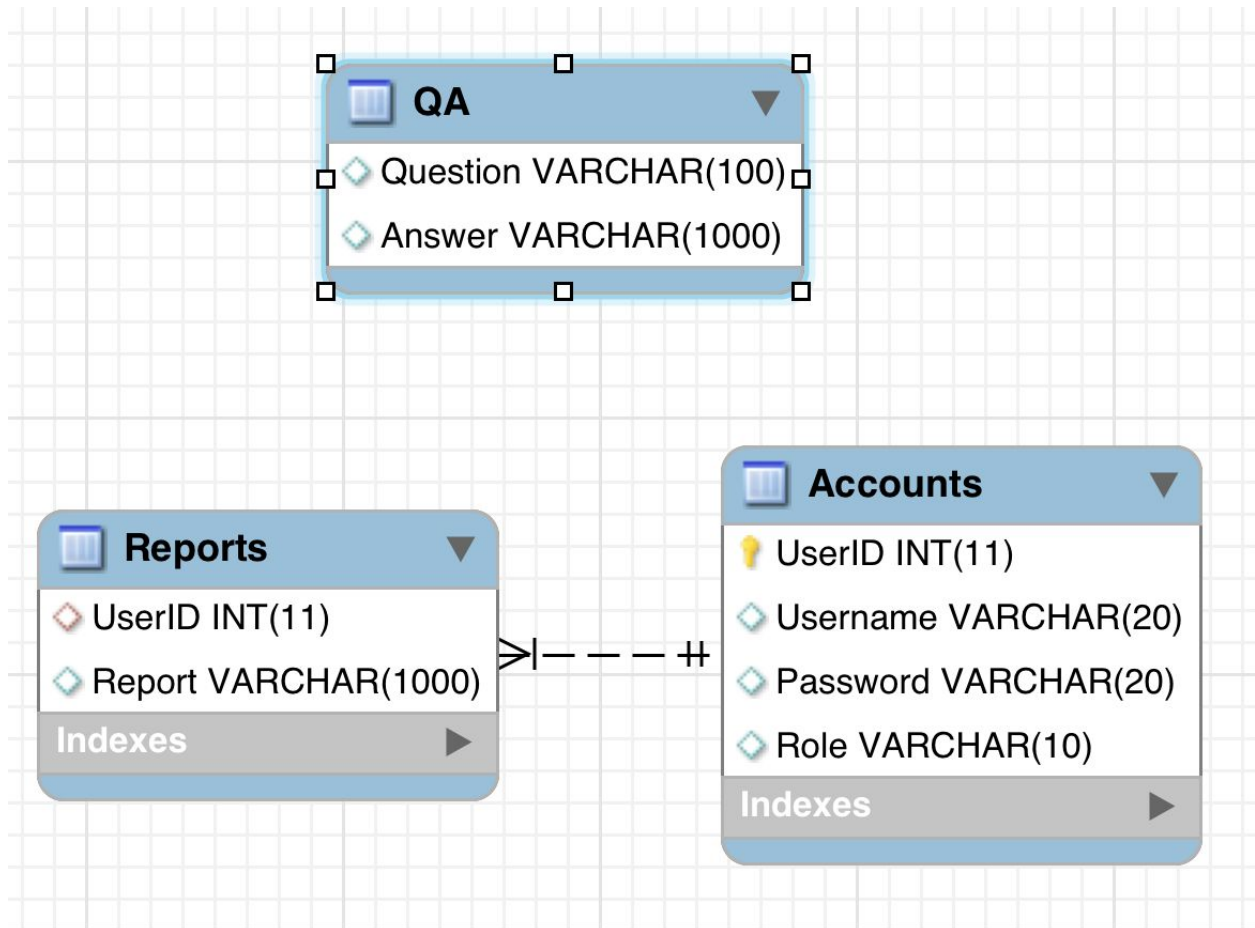 QA
Question VARCHAR(100)
Answer VARCHAR(1000)
Reports
UserID INT(11)
Report VARCHAR(1000)
Indexes
Accounts
UserID INT(11)
Username VARCHAR(20)
Password VARCHAR(20)
Role VARCHAR(10)
Indexes